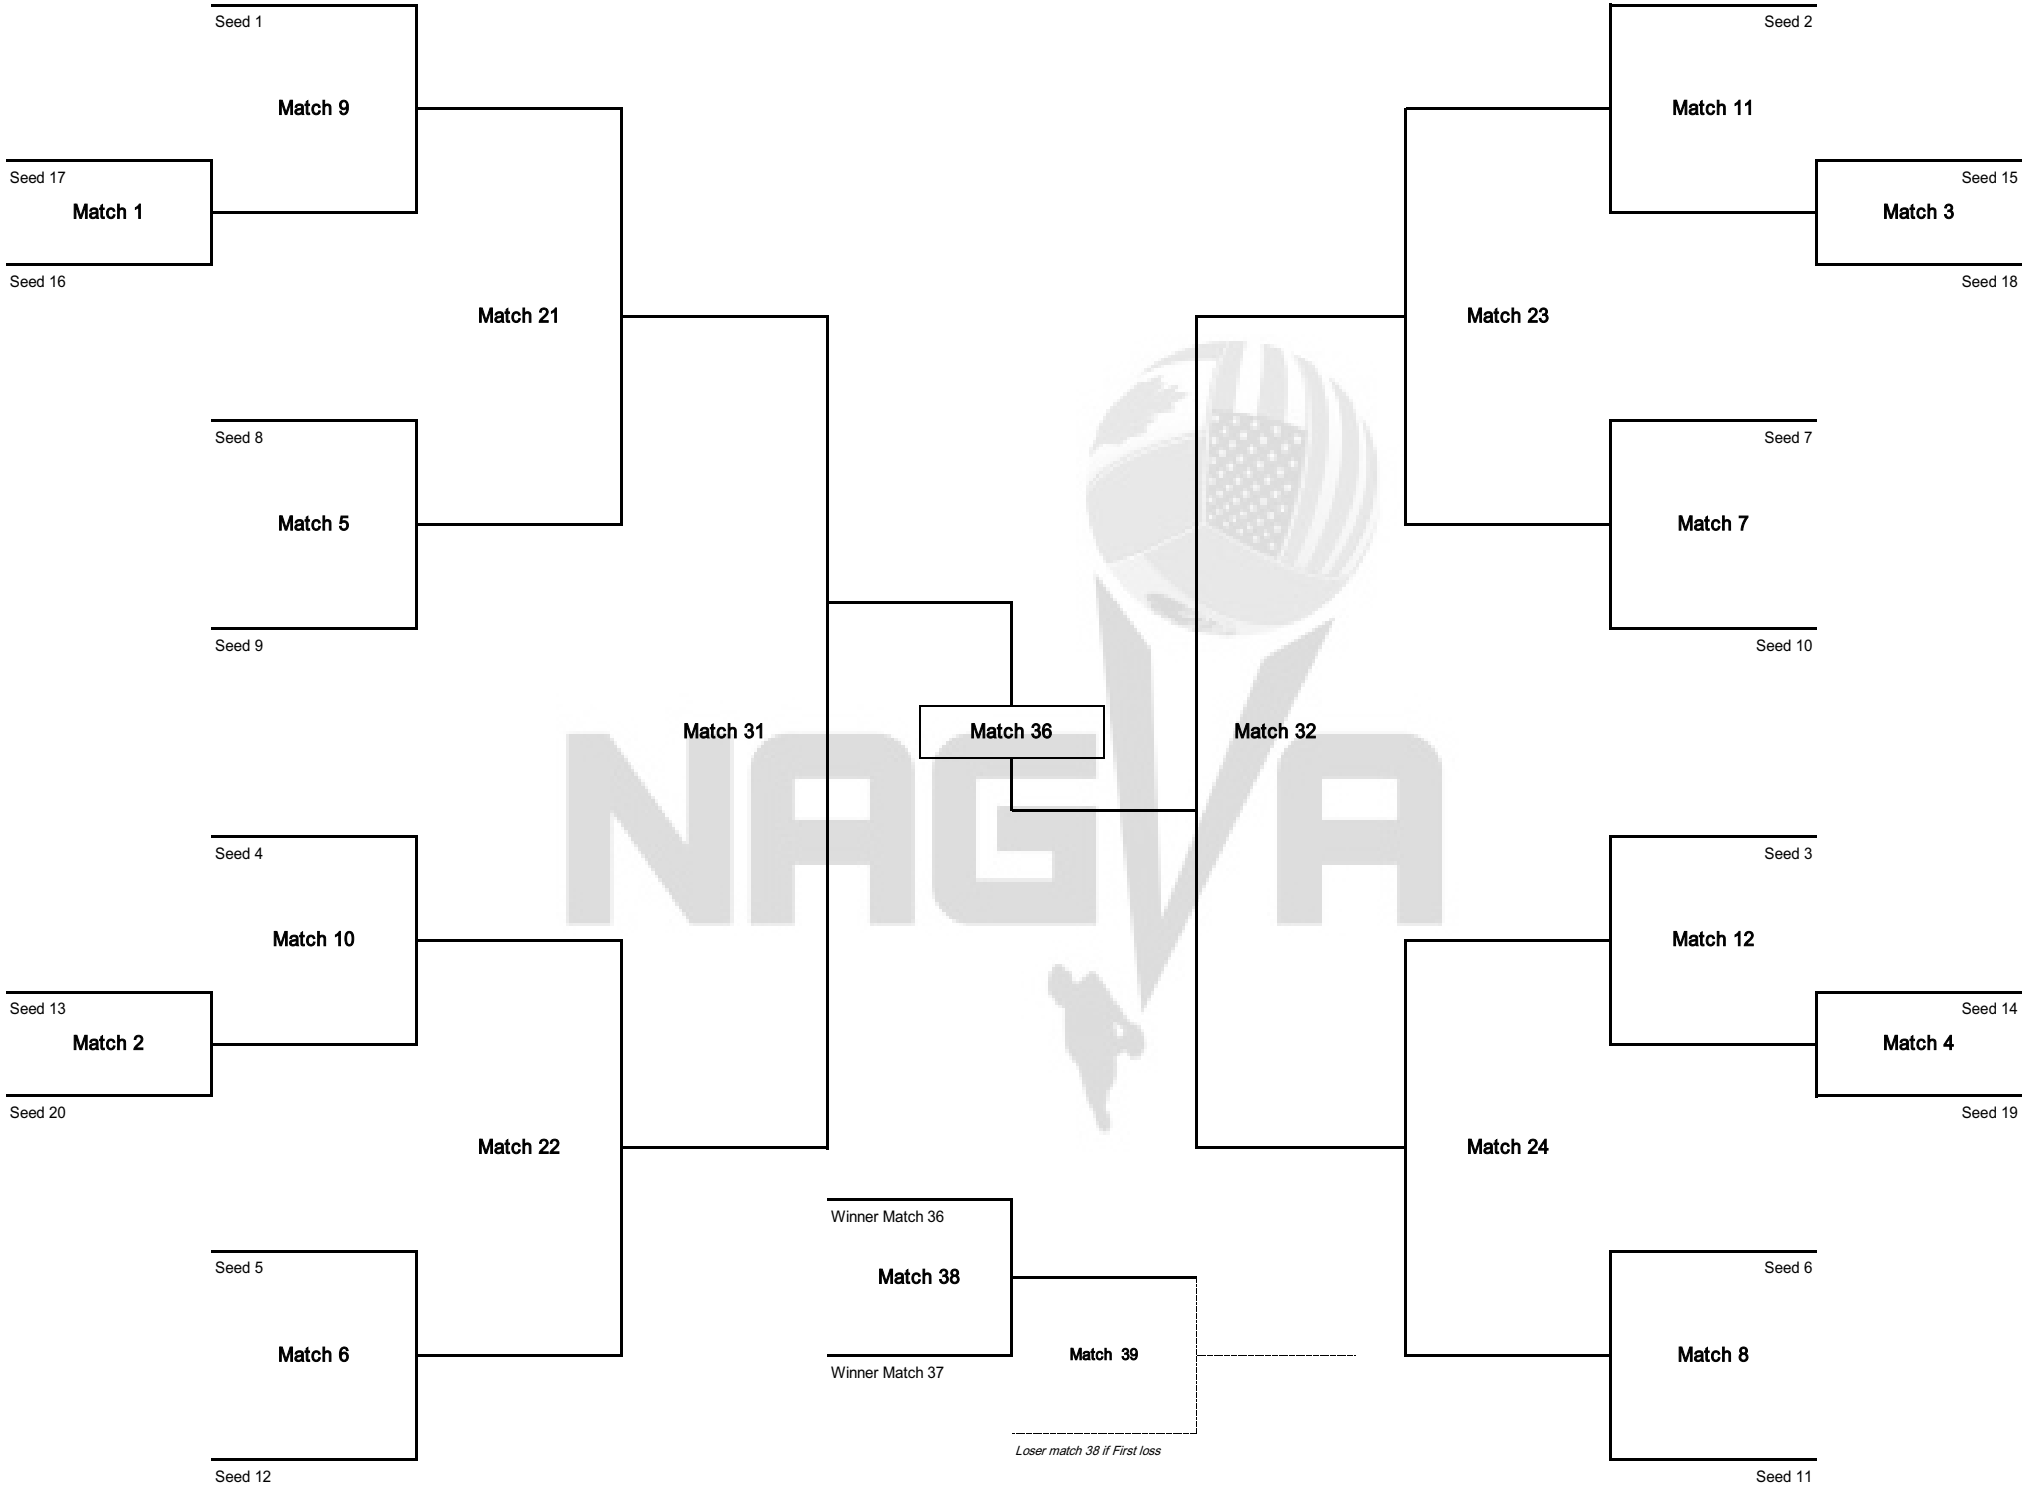 Seed 1
Seed 2
Match 9
Match 11
Seed 17
Seed 15
Match 1
Match 3
Seed 16
Seed 18
Match 21
Match 23
Seed 8
Seed 7
Match 5
Match 7
Seed 9
Seed 10
Match 31
Match 36
Match 32
NAGVA
Seed 4
Seed 3
Match 10
Match 12
Seed 13
Seed 14
Match 2
Match 4
Seed 20
Seed 19
Match 22
Match 24
Winner Match 36
Seed 5
Seed 6
Match 38
Match 6
Match 39
Match 8
Winner Match 37
Loser match 38 if First loss
Seed 12
Seed 11